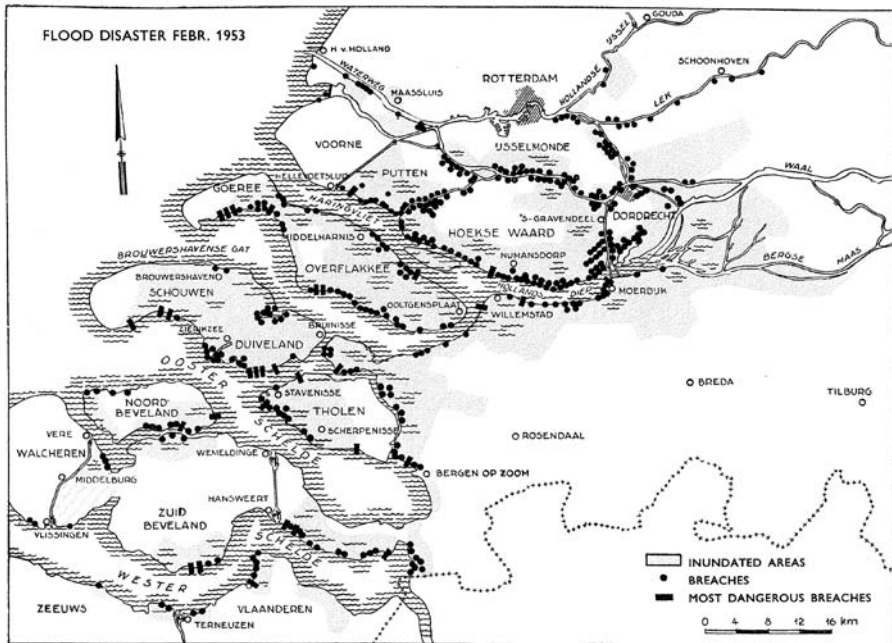 FLOOD DISASTER FEBR. 1953
GOUDA
H. v. HOLLAND
IJSSEL
SCHOONHOVEN
WATERWEG
ROTTERDAM
HOLLANDSE
MAASSLUIS
LEK
VOORNE
IJSSELMONDE
PUTTEN
WAAL
HELLEVOETSLUIS
GOEREE
HARINGVLIET
'S-GRAVENDEEL
DORDRECHT
MIDDELHARNIS
HOEKSE WAARD
BROUWERSHAVENSE GAT
NUMANSDORP
BERGSE
MAAS
OVERFLAKKEE
BROUWERSHAVEN
HOLLANDS
DIEP
MOERDIJK
SCHOUWEN
OOLTGENSPLAAT
WILLEMSTAD
ZIERIKZEE
BRUINISSE
DUIVELAND
OOSTER
BREDA
STAVENISSE
TILBURG
NOORD
BEVELAND
THOLEN
SCHELDE
SCHERPENISSE
ROSENDAAL
VERE
WALCHEREN
WEMELDINGE
BERGEN OP ZOOM
MIDDELBURG
HANSWEERT
ZUID
BEVELAND
VLISSINGEN
SCHELDE
INUNDATED AREAS
WESTER
BREACHES
MOST DANGEROUS BREACHES
ZEEUWS
VLAANDEREN
TERNEUZEN
0 4 8 12 16 km